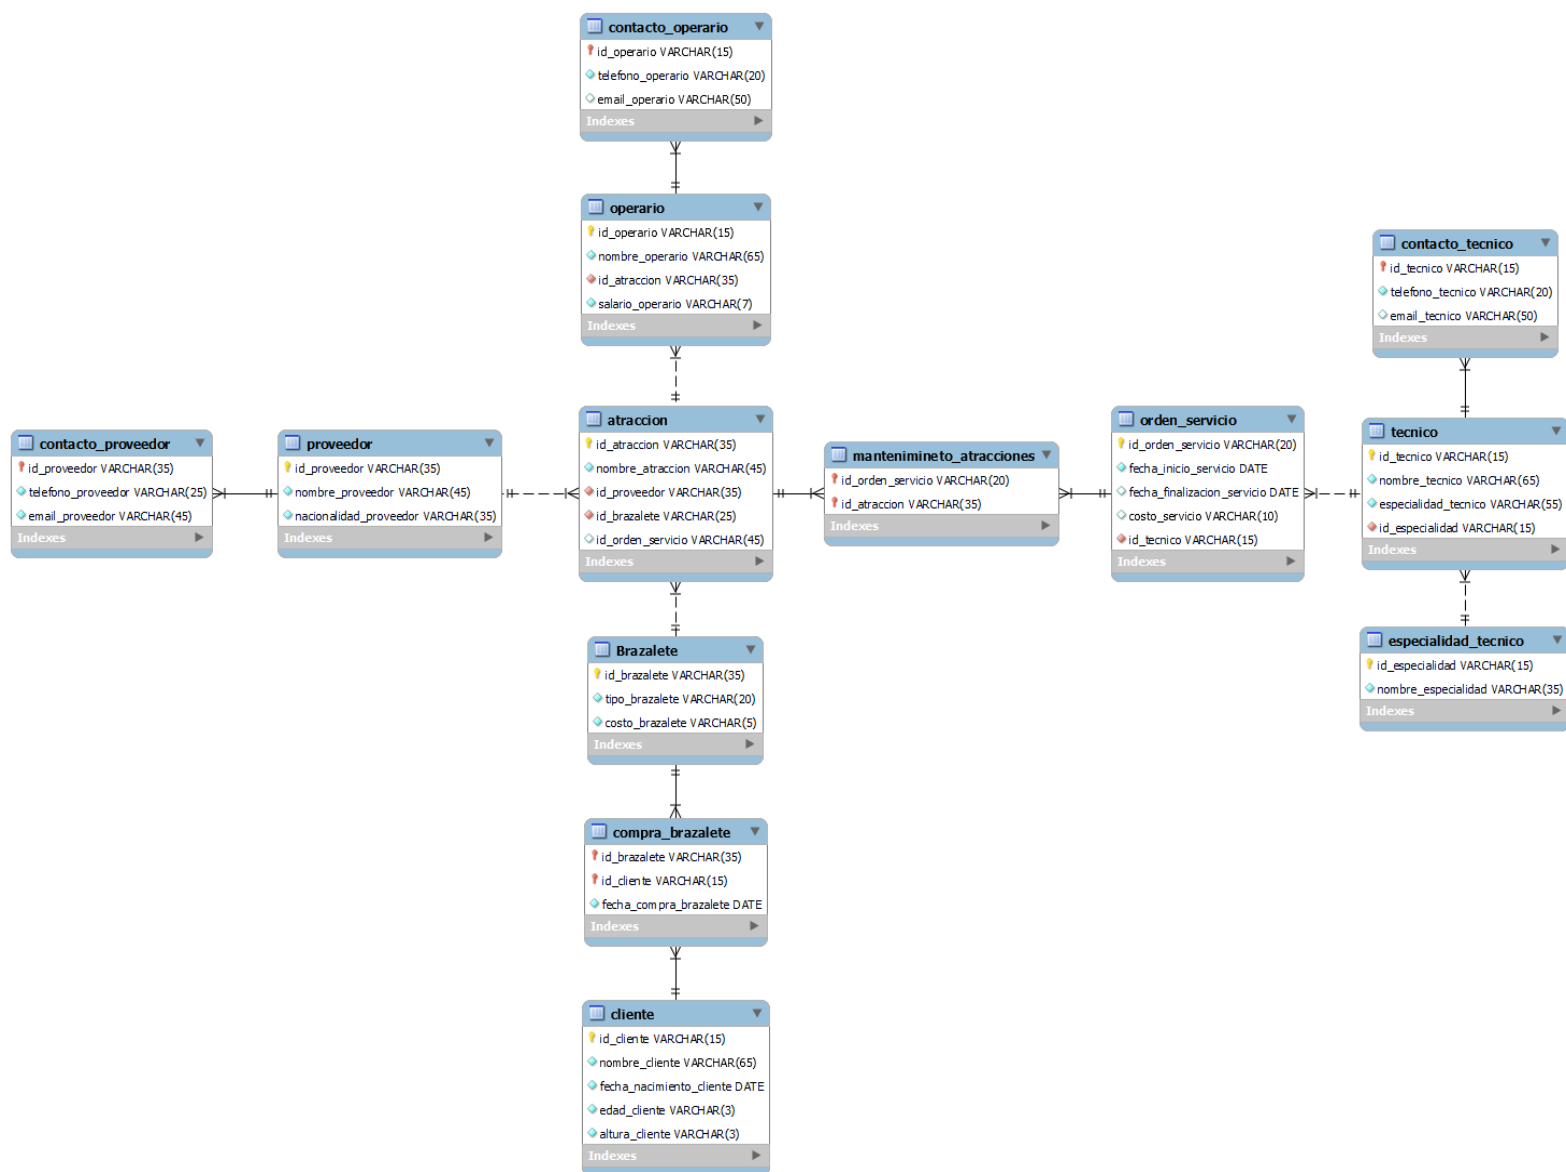 contacto_operario
id_operario VARCHAR(15)
telefono_operario VARCHAR(20)
email_operario VARCHAR(50)
Indexes
operario
id_operario VARCHAR(15)
nombre_operario VARCHAR(65)
id_atraccion VARCHAR(35)
salario_operario VARCHAR(7)
Indexes
contacto_tecnico
id_tecnico VARCHAR(15)
telefono_tecnico VARCHAR(20)
email_tecnico VARCHAR(50)
Indexes
contacto_proveedor
id_proveedor VARCHAR(35)
telefono_proveedor VARCHAR(25)
email_proveedor VARCHAR(45)
Indexes
proveedor
id_proveedor VARCHAR(35)
nombre_proveedor VARCHAR(45)
nacionalidad_proveedor VARCHAR(35)
Indexes
atraccion
id_atraccion VARCHAR(35)
nombre_atraccion VARCHAR(45)
id_proveedor VARCHAR(35)
id_brazalete VARCHAR(25)
id_orden_servicio VARCHAR(45)
Indexes
mantenimineto_atracciones
id_orden_servicio VARCHAR(20)
id_atraccion VARCHAR(35)
Indexes
orden_servicio
id_orden_servicio VARCHAR(20)
fecha_inicio_servicio DATE
fecha_finalizacion_servicio DATE
costo_servicio VARCHAR(10)
id_tecnico VARCHAR(15)
Indexes
tecnico
id_tecnico VARCHAR(15)
nombre_tecnico VARCHAR(65)
especialidad_tecnico VARCHAR(55)
id_especialidad VARCHAR(15)
Indexes
especialidad_tecnico
id_especialidad VARCHAR(15)
nombre_especialidad VARCHAR(35)
Indexes
Brazalete
id_brazalete VARCHAR(35)
tipo_brazalete VARCHAR(20)
costo_brazalete VARCHAR(5)
Indexes
compra_brazalete
id_brazalete VARCHAR(35)
id_cliente VARCHAR(15)
fecha_compra_brazalete DATE
Indexes
cliente
id_cliente VARCHAR(15)
nombre_cliente VARCHAR(65)
fecha_nacimiento_cliente DATE
edad_cliente VARCHAR(3)
altura_cliente VARCHAR(3)
Indexes